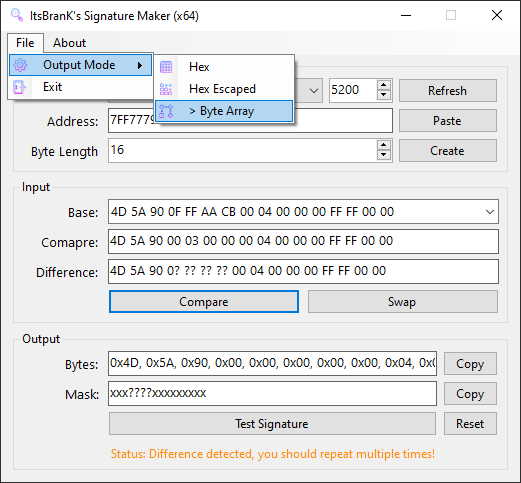 ItsBranK's Signature Maker (x64)
File About
Output Mode
Exit
Hex
Hex Escaped
> Byte Array
5200 Refresh
Address: 7FF7779 Paste
Byte Length 16 Create
Input
Base: 4D 5A 90 0F FF AA CB 00 04 00 00 00 FF FF 00 00
Comapre: 4D 5A 90 00 03 00 00 00 04 00 00 00 FF FF 00 00
Difference: 4D 5A 90 0? ?? ?? ?? 00 04 00 00 00 FF FF 00 00
Compare Swap
Output
Bytes: 0x4D, 0x5A, 0x90, 0x00, 0x00, 0x00, 0x00, 0x00, 0x04, 0x0 Copy
Mask: xxx????xxxxxxxxx Copy
Test Signature Reset
Status: Difference detected, you should repeat multiple times!